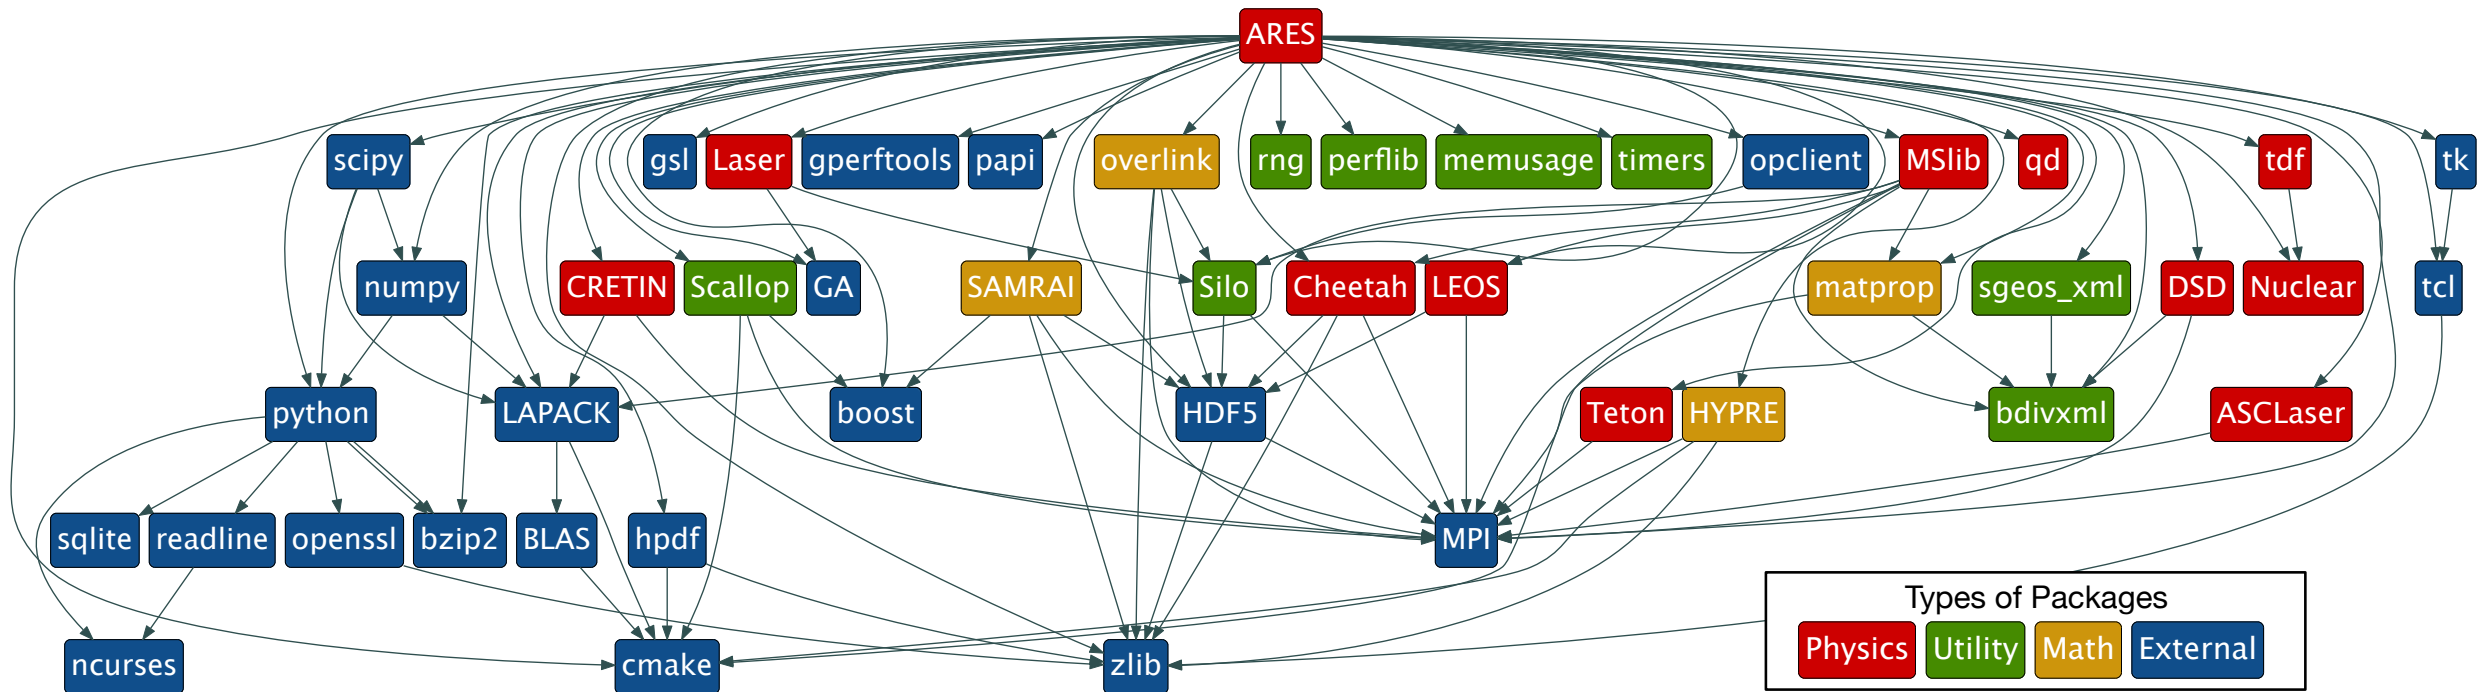 ARES
scipy gsl Laser gperftools papi overlink rng perflib memusage timers opclient MSlib qd tdf tk
numpy CRETIN Scallop GA SAMRAI Silo Cheetah LEOS matprop sgeos_xml DSD Nuclear tcl
python LAPACK boost HDF5 Teton HYPRE bdivxml ASCLaser
sqlite readline openssl bzip2 BLAS hpdf MPI
ncurses cmake zlib
Types of Packages
Physics Utility Math External